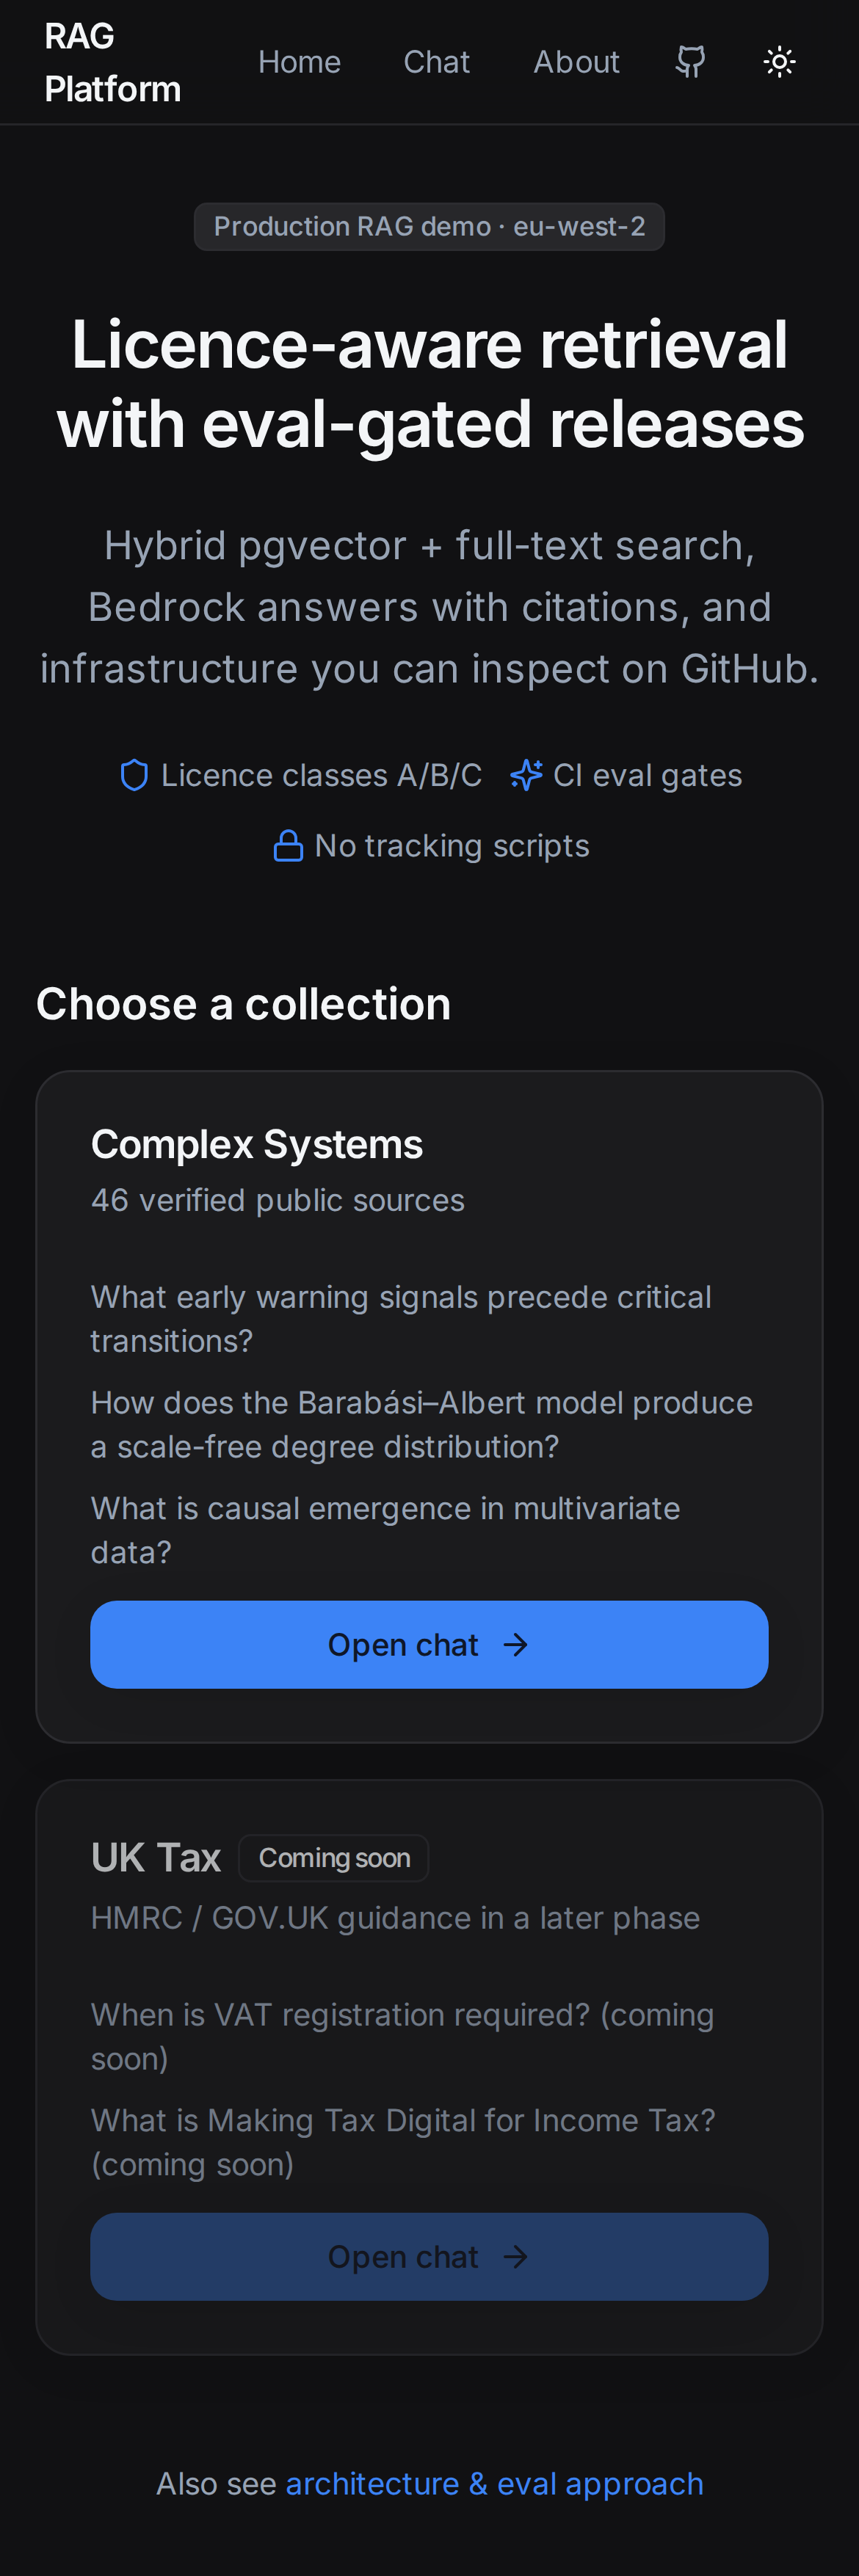 RAG
Platform
Home
Chat
About
Production RAG demo · eu-west-2
Licence-aware retrieval
with eval-gated releases
Hybrid pgvector + full-text search,
Bedrock answers with citations, and
infrastructure you can inspect on GitHub.
Licence classes A/B/C
CI eval gates
No tracking scripts
Choose a collection
Complex Systems
46 verified public sources
What early warning signals precede critical
transitions?
How does the Barabási–Albert model produce
a scale-free degree distribution?
What is causal emergence in multivariate
data?
Open chat
UK Tax
Coming soon
HMRC / GOV.UK guidance in a later phase
When is VAT registration required? (coming
soon)
What is Making Tax Digital for Income Tax?
(coming soon)
Open chat
Also see architecture & eval approach